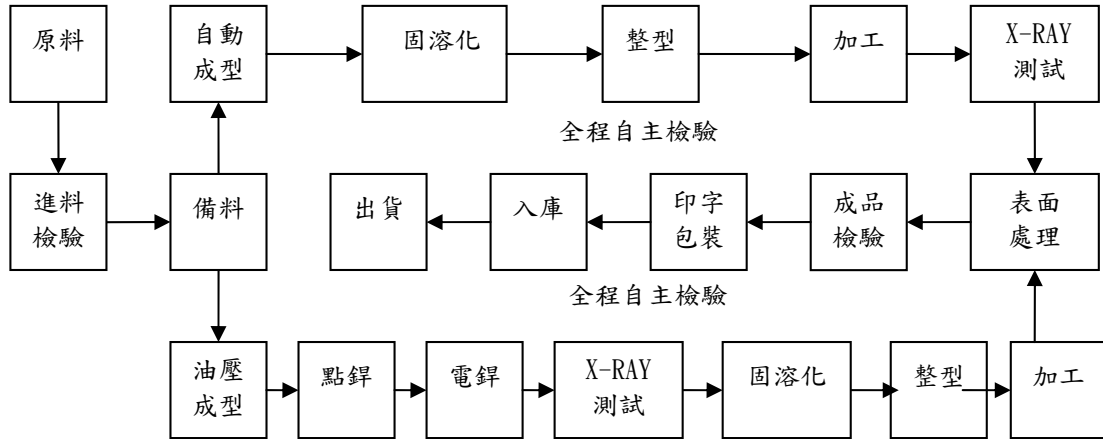 原料
自動
成型
固溶化
整型
加工
X-RAY
測試
全程自主檢驗
進料
檢驗
備料
出貨
入庫
印字
包裝
成品
檢驗
表面
處理
全程自主檢驗
油壓
成型
點銲
電銲
X-RAY
測試
固溶化
整型
加工